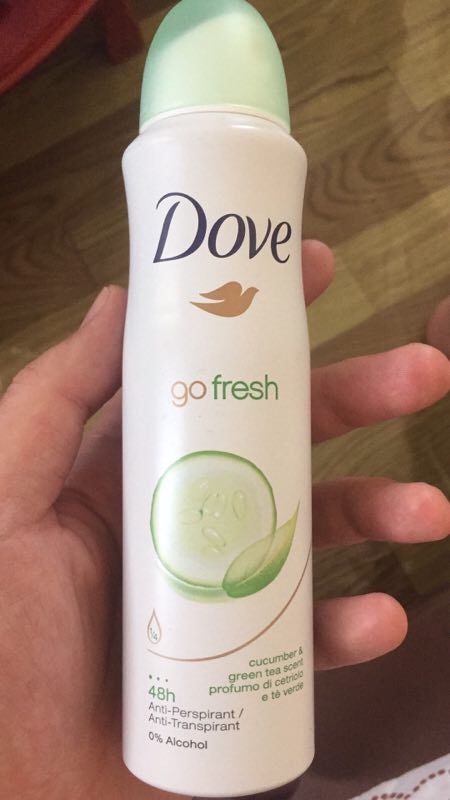 Dove
go fresh
1/4
cucumber &
green tea scent
profumo di cetriolo
e tè verde
48h
Anti-Perspirant /
Anti-Transpirant
0% Alcohol